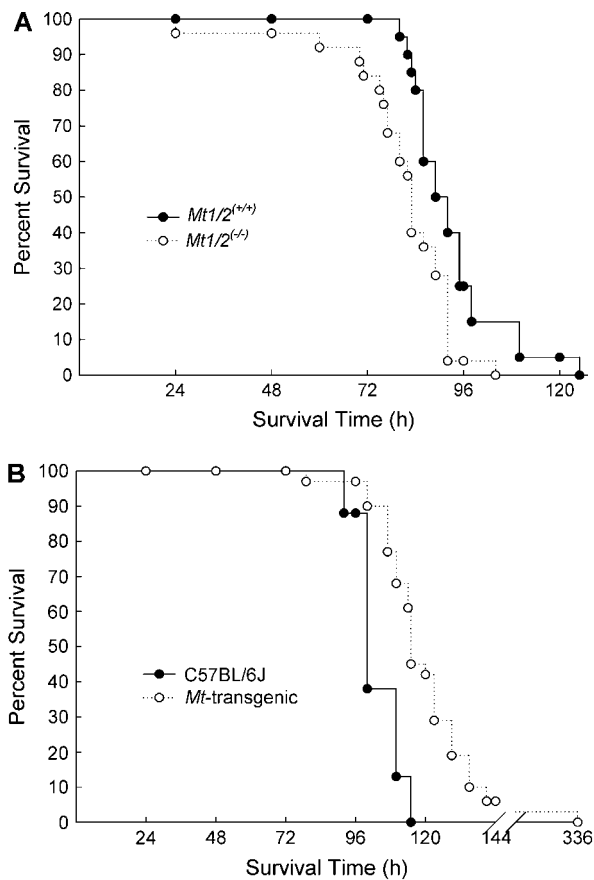 A
100
90
80
70
60
50
40
30
20
10
0
Percent Survival
Mt1/2(+/+)
Mt1/2(-/-)
24 48 72 96 120
Survival Time (h)
B
100
90
80
70
60
50
40
30
20
10
0
Percent Survival
C57BL/6J
Mt-transgenic
24 48 72 96 120 144 336
Survival Time (h)